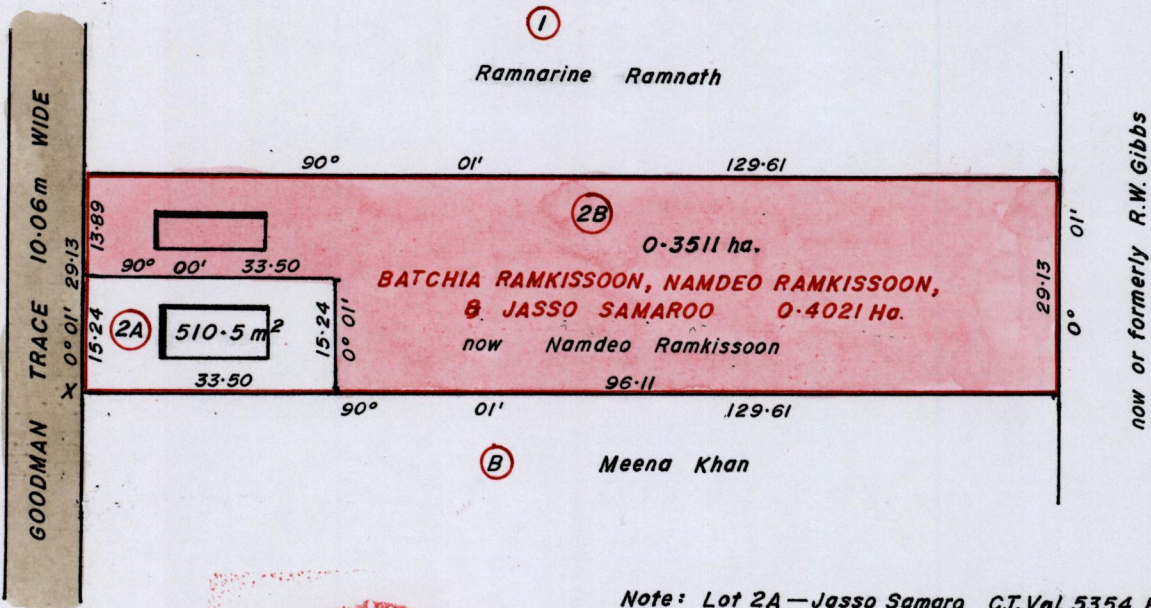 1
Ramnarine Ramnath
GOODMAN TRACE 10·06m WIDE
now or formerly R.W. Gibbs
90° 01' 129·61
2B
0·3511 ha.
13·89
29·13
0° 01'
90° 00' 33·50
BATCHIA RAMKISSOON, NAMDEO RAMKISSOON,
& JASSO SAMAROO 0·4021 Ha.
now Namdeo Ramkissoon
2A
510·5 m²
15·24
15·24
0° 01'
29·13
0° 01'
X
33·50
96·11
90° 01' 129·61
B
Meena Khan
Note: Lot 2A — Jasso Samaro C.T. Vol 5354